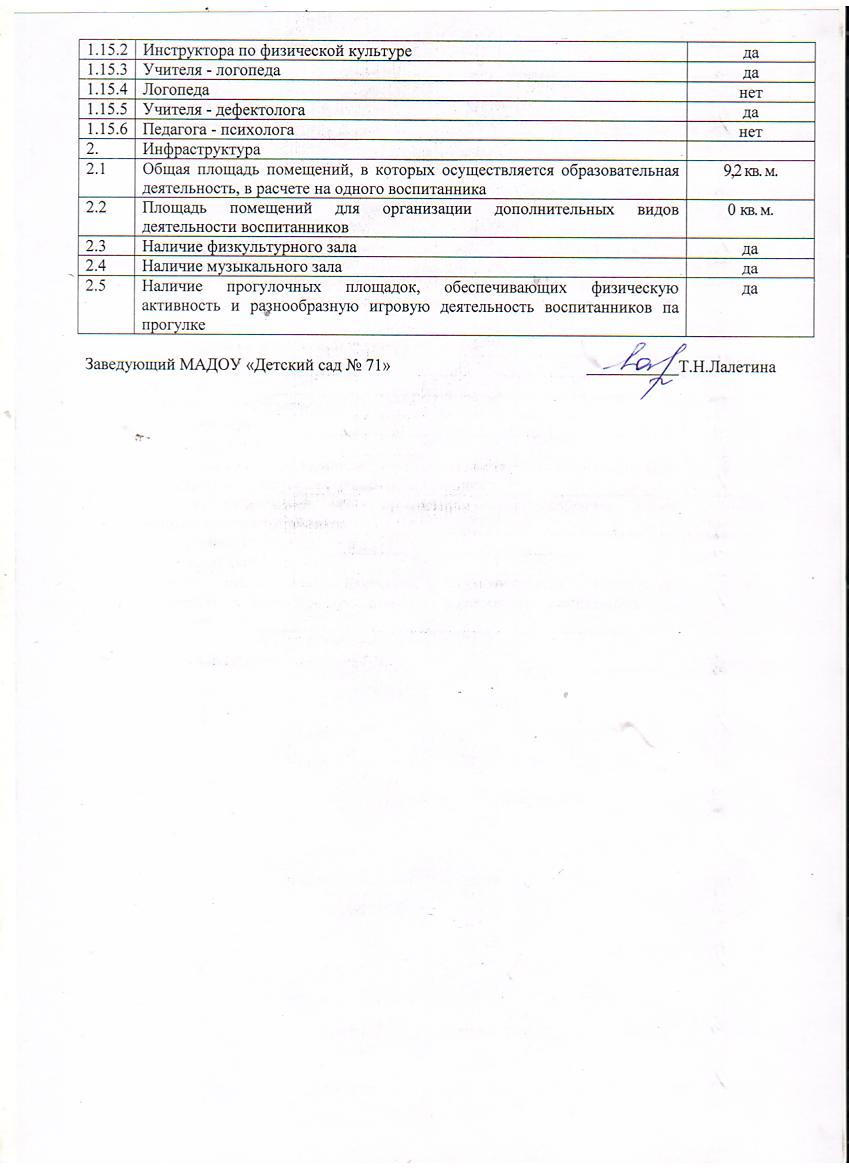 1.15.2 Инструктора по физической культуре да
1.15.3 Учителя - логопеда да
1.15.4 Логопеда нет
1.15.5 Учителя - дефектолога да
1.15.6 Педагога - психолога нет
2. Инфраструктура
2.1 Общая площадь помещений, в которых осуществляется образовательная 9,2 кв. м.
деятельность, в расчете на одного воспитанника
2.2 Площадь помещений для организации дополнительных видов 0 кв. м.
деятельности воспитанников
2.3 Наличие физкультурного зала да
2.4 Наличие музыкального зала да
2.5 Наличие прогулочных площадок, обеспечивающих физическую да
активность и разнообразную игровую деятельность воспитанников па
прогулке
Заведующий МАДОУ «Детский сад № 71» Т.Н.Лалетина